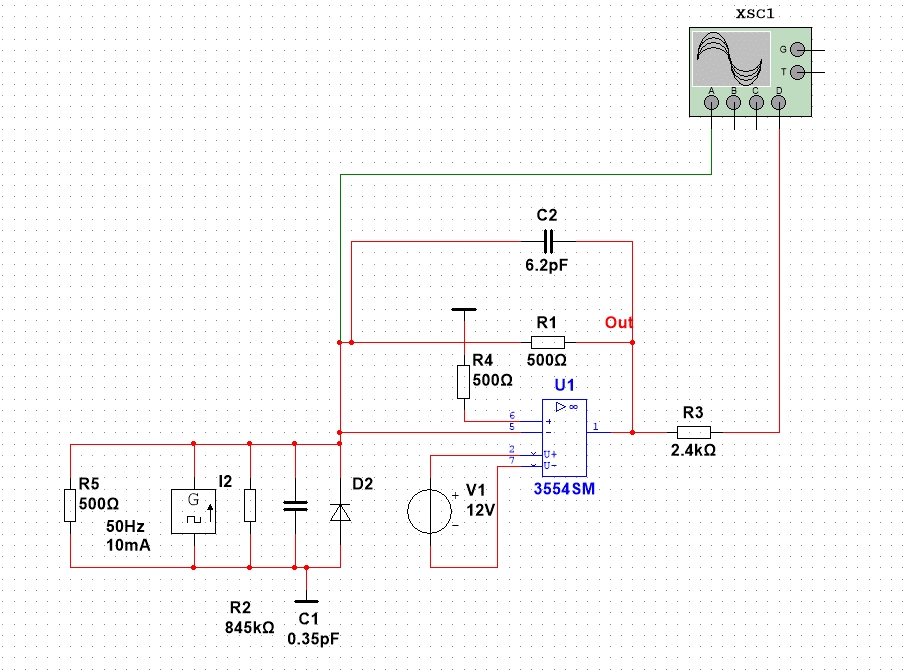 XSC1
G
T
A B C D
C2
6.2pF
R1
500Ω
Out
R4
500Ω
U1
▷ ∞
6
+
5
−
1
2
U+
7
U−
3554SM
R3
2.4kΩ
V1
12V
+
−
R5
500Ω
G
I2
50Hz
10mA
D2
R2
845kΩ
C1
0.35pF